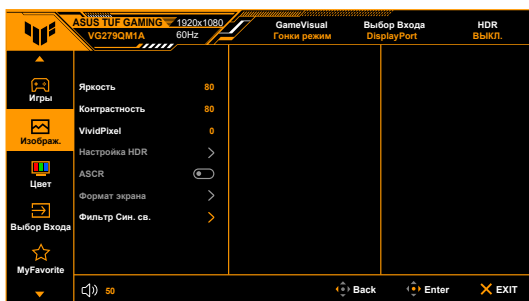 ASUS TUF GAMING 1920x1080
VG279QM1A 60Hz
GameVisual Выбор Входа HDR
Гонки режим DisplayPort ВЫКЛ.
Игры
Изображ.
Цвет
Выбор Входа
MyFavorite
Яркость 80
Контрастность 80
VividPixel 0
Настройка HDR
ASCR
Формат экрана
Фильтр Син. св.
50 Back Enter EXIT